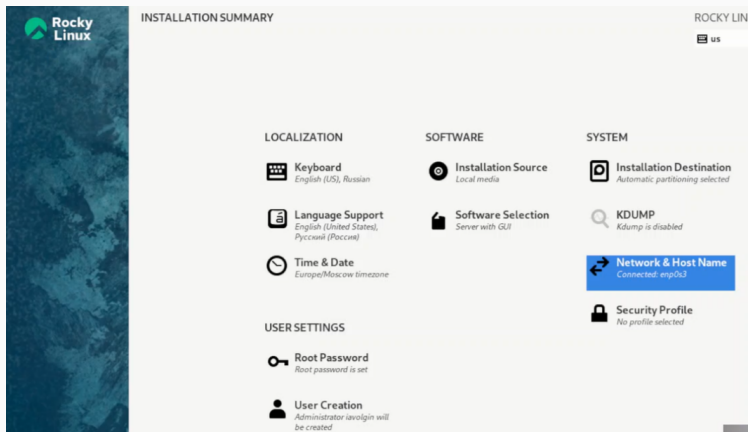 Rocky
Linux
INSTALLATION SUMMARY
ROCKY LIN
us
LOCALIZATION
Keyboard
English (US), Russian
Language Support
English (United States),
Русский (Россия)
Time & Date
Europe/Moscow timezone
USER SETTINGS
Root Password
Root password is set
User Creation
Administrator iavolgin will
be created
SOFTWARE
Installation Source
Local media
Software Selection
Server with GUI
SYSTEM
Installation Destination
Automatic partitioning selected
KDUMP
Kdump is disabled
Network & Host Name
Connected: enp0s3
Security Profile
No profile selected